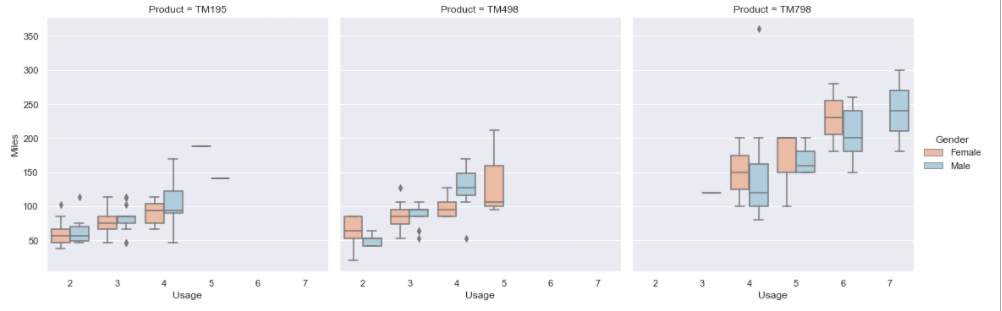 Product = TM195
Product = TM498
Product = TM798
350
300
250
200
150
100
50
Miles
2 3 4 5 6 7
Usage
2 3 4 5 6 7
Usage
2 3 4 5 6 7
Usage
Gender
Female
Male